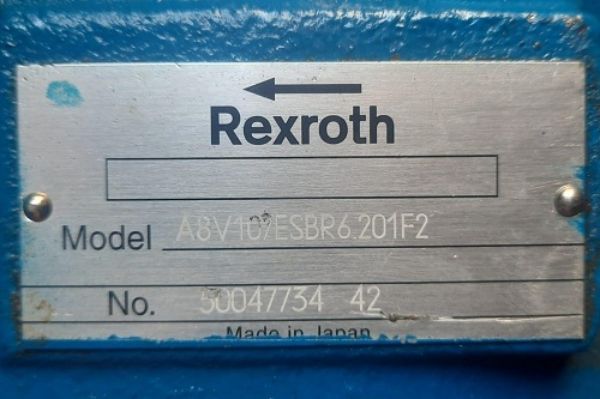 Rexroth
Model A8V107ESBR6.201F2
No. 50047734 42
Made in Japan